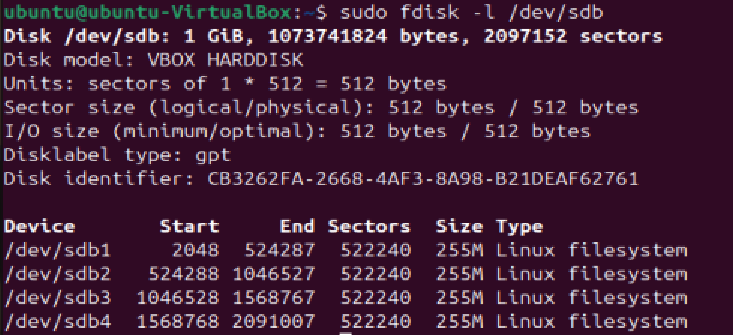 ubuntu@ubuntu-VirtualBox:~$ sudo fdisk -l /dev/sdb
Disk /dev/sdb: 1 GiB, 1073741824 bytes, 2097152 sectors
Disk model: VBOX HARDDISK
Units: sectors of 1 * 512 = 512 bytes
Sector size (logical/physical): 512 bytes / 512 bytes
I/O size (minimum/optimal): 512 bytes / 512 bytes
Disklabel type: gpt
Disk identifier: CB3262FA-2668-4AF3-8A98-B21DEAF62761
Device Start End Sectors Size Type
/dev/sdb1 2048 524287 522240 255M Linux filesystem
/dev/sdb2 524288 1046527 522240 255M Linux filesystem
/dev/sdb3 1046528 1568767 522240 255M Linux filesystem
/dev/sdb4 1568768 2091007 522240 255M Linux filesystem